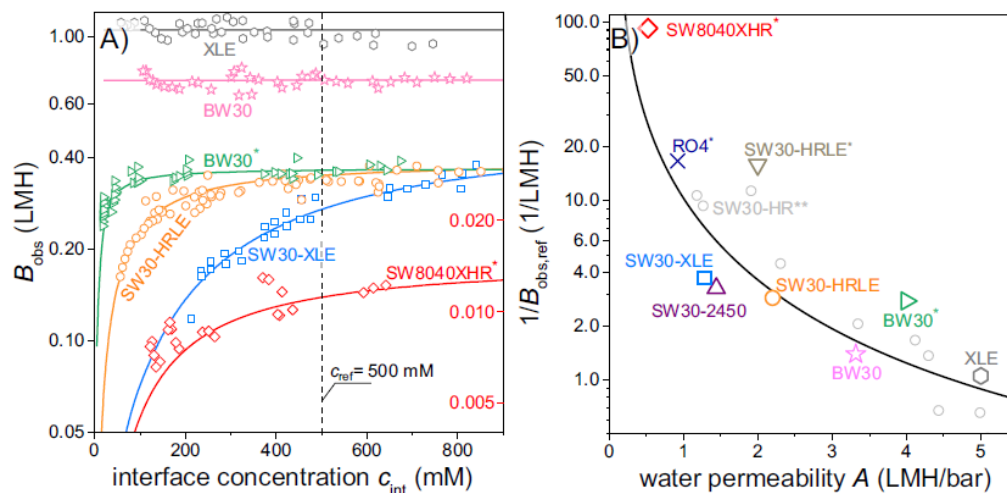 A)
1.00
0.60
0.40
0.20
0.10
0.05
B_obs (LMH)
XLE
BW30
BW30*
SW30-HRLE
SW30-XLE
SW8040XHR*
0.020
0.010
0.005
c_ref = 500 mM
0 200 400 600 800
interface concentration c_int (mM)
B)
100.0
50.0
20.0
10.0
4.0
2.0
1.0
1/B_obs,ref (1/LMH)
SW8040XHR*
RO4*
SW30-HRLE*
SW30-HR**
SW30-XLE
SW30-2450
SW30-HRLE
BW30*
BW30
XLE
0 1 2 3 4 5
water permeability A (LMH/bar)